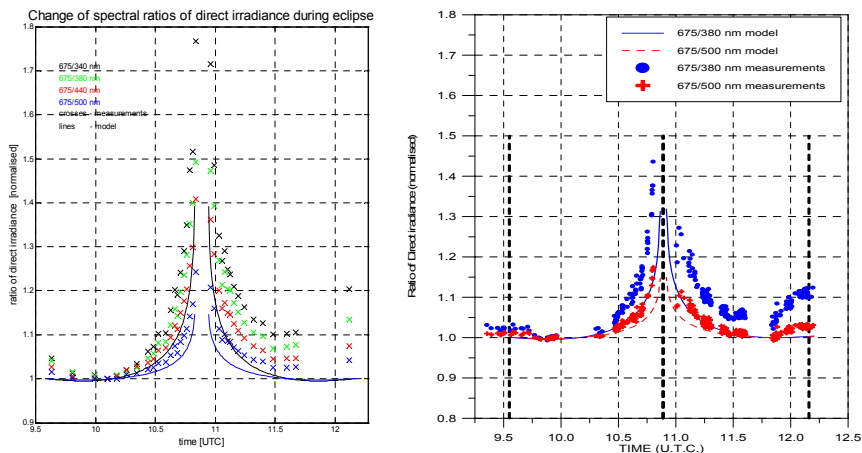 Change of spectral ratios of direct irradiance during eclipse
1.8
1.7
1.6
1.5
1.4
1.3
1.2
1.1
1
0.9
ratio of direct irradiance [normalised]
675/340 nm
675/380 nm
675/440 nm
675/500 nm
crosses - measurements
lines - model
9.5
10
10.5
11
11.5
12
time [UTC]
1.8
1.7
1.6
1.5
1.4
1.3
1.2
1.1
1.0
0.9
0.8
Ratio of Direct iradiance (normalised)
675/380 nm model
675/500 nm model
675/380 nm measurements
675/500 nm measurements
9.5
10.0
10.5
11.0
11.5
12.0
12.5
TIME (U.T.C.)